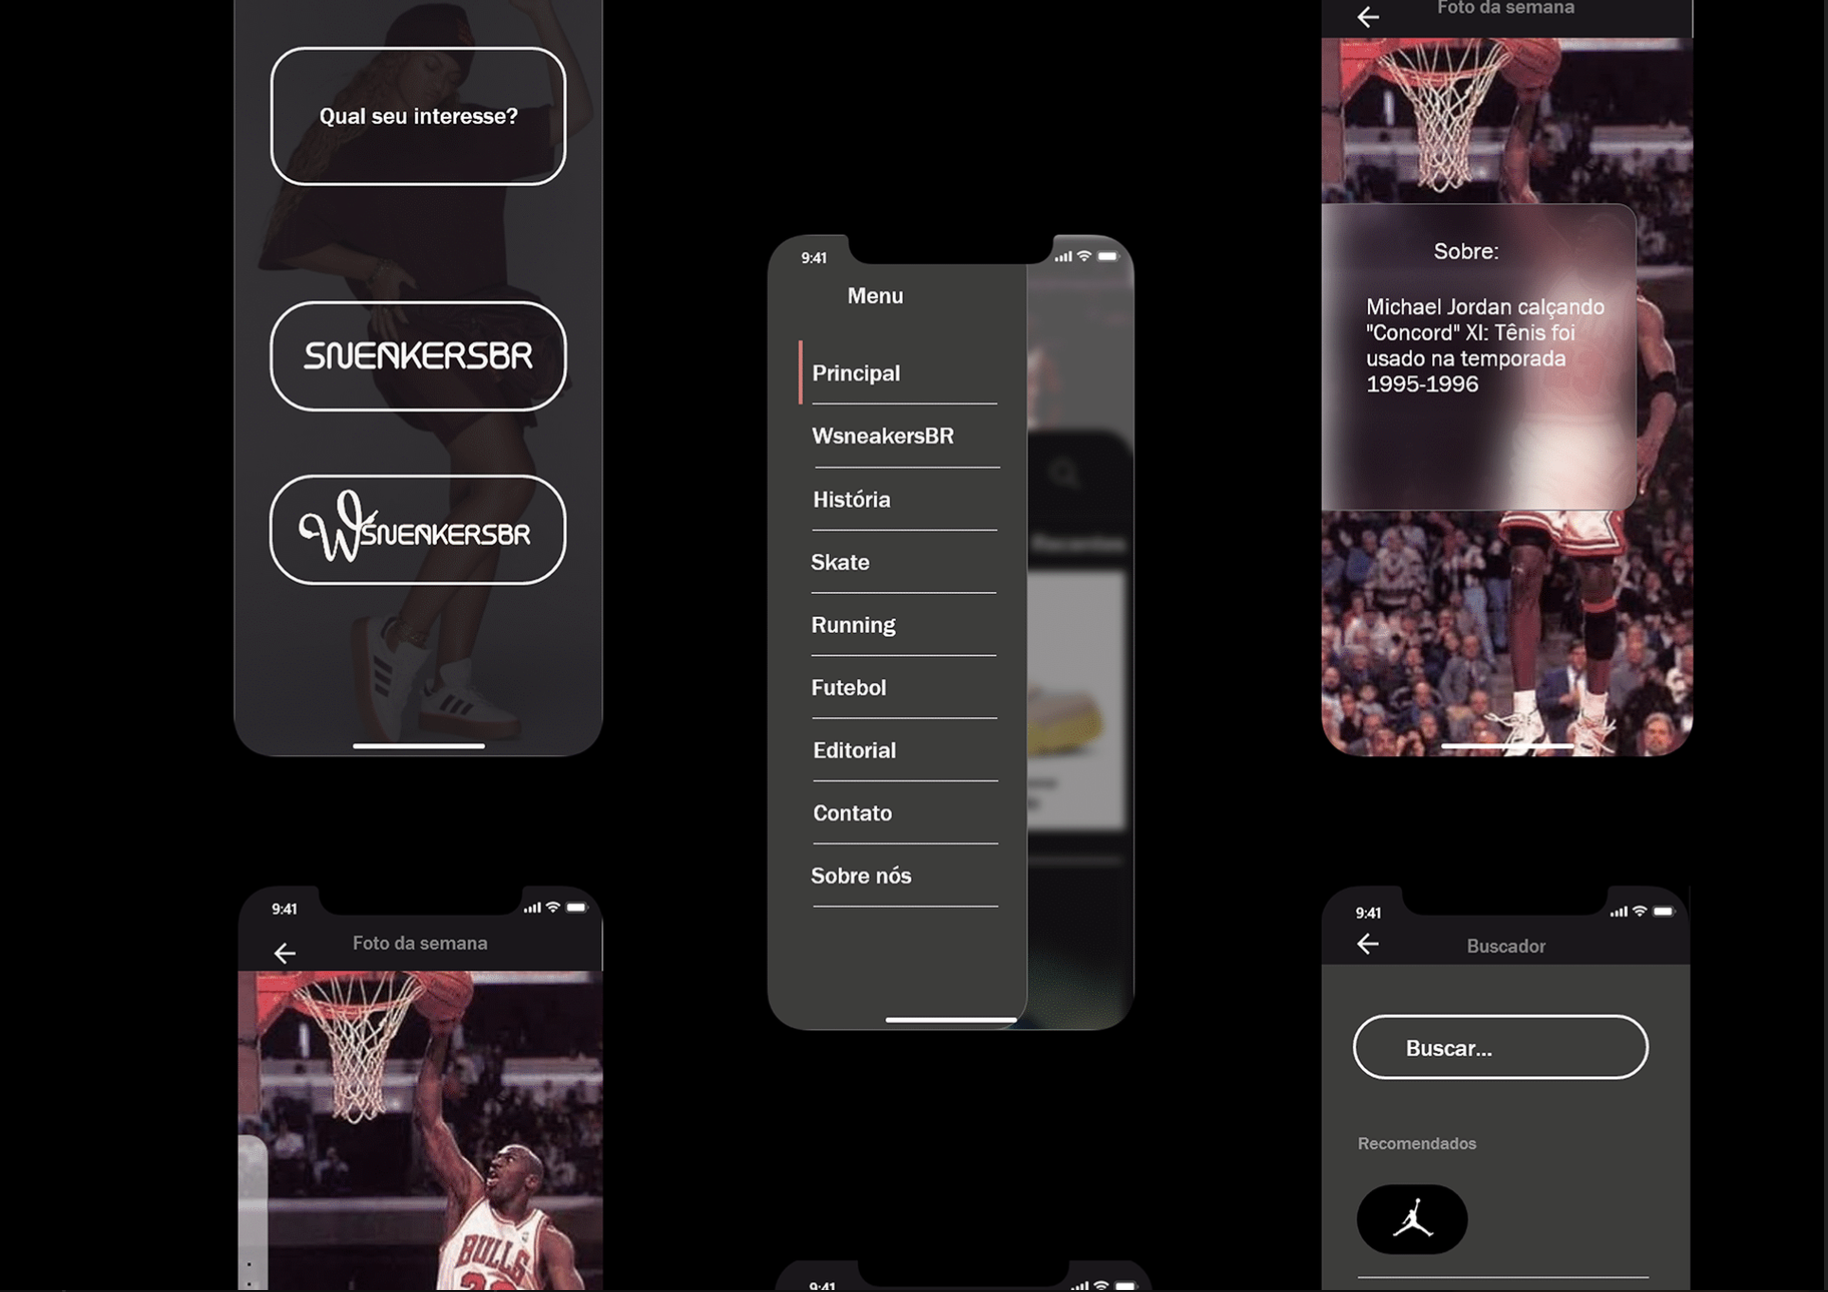 Qual seu interesse?
SNEAKERSBR
WSNEAKERSBR
9:41
Menu
Principal
WsneakersBR
História
Skate
Running
Futebol
Editorial
Contato
Sobre nós
Recentes
Foto da semana
Sobre:
Michael Jordan calçando
"Concord" XI: Tênis foi
usado na temporada
1995-1996
9:41
Foto da semana
BULLS
9:41
9:41
Buscador
Buscar...
Recomendados